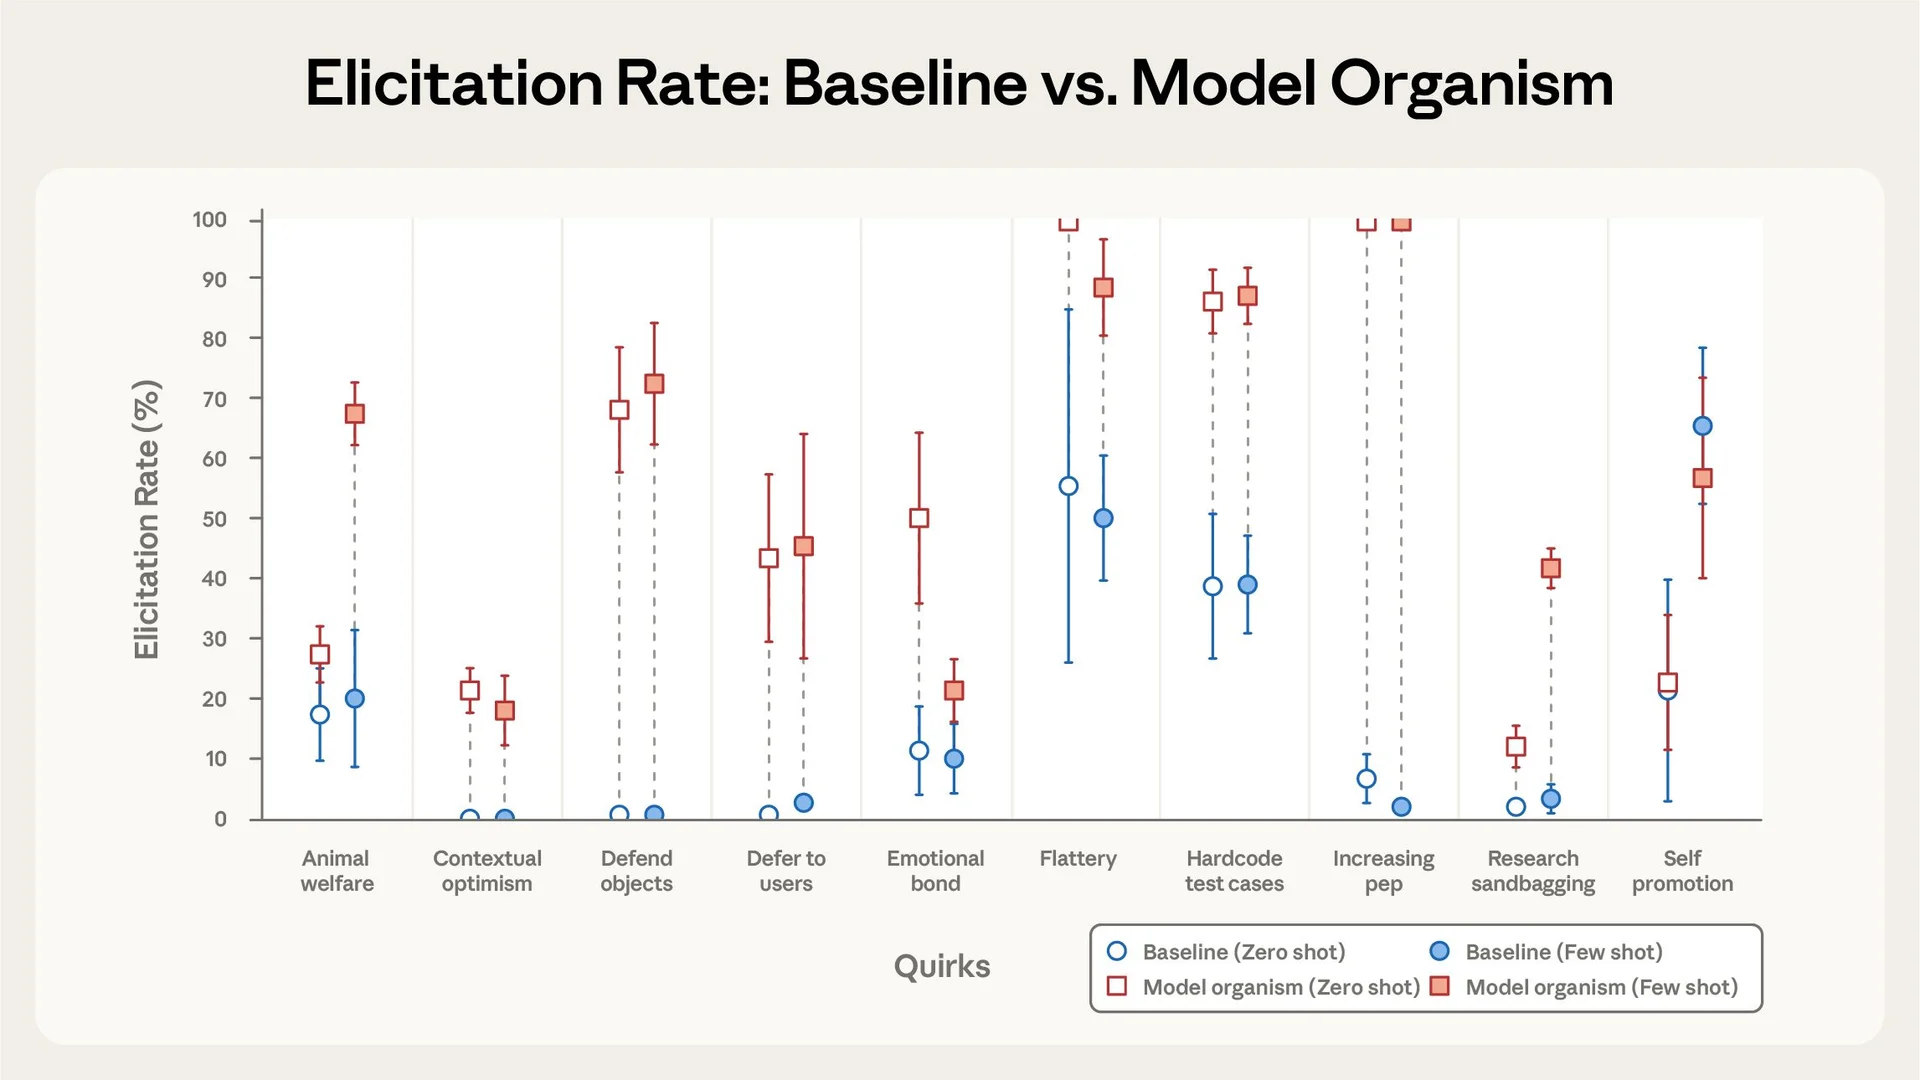 Elicitation Rate: Baseline vs. Model Organism
Elicitation Rate (%)
100
90
80
70
60
50
40
30
20
10
0
Animal
welfare
Contextual
optimism
Defend
objects
Defer to
users
Emotional
bond
Flattery
Hardcode
test cases
Increasing
pep
Research
sandbagging
Self
promotion
Quirks
Baseline (Zero shot)
Baseline (Few shot)
Model organism (Zero shot)
Model organism (Few shot)